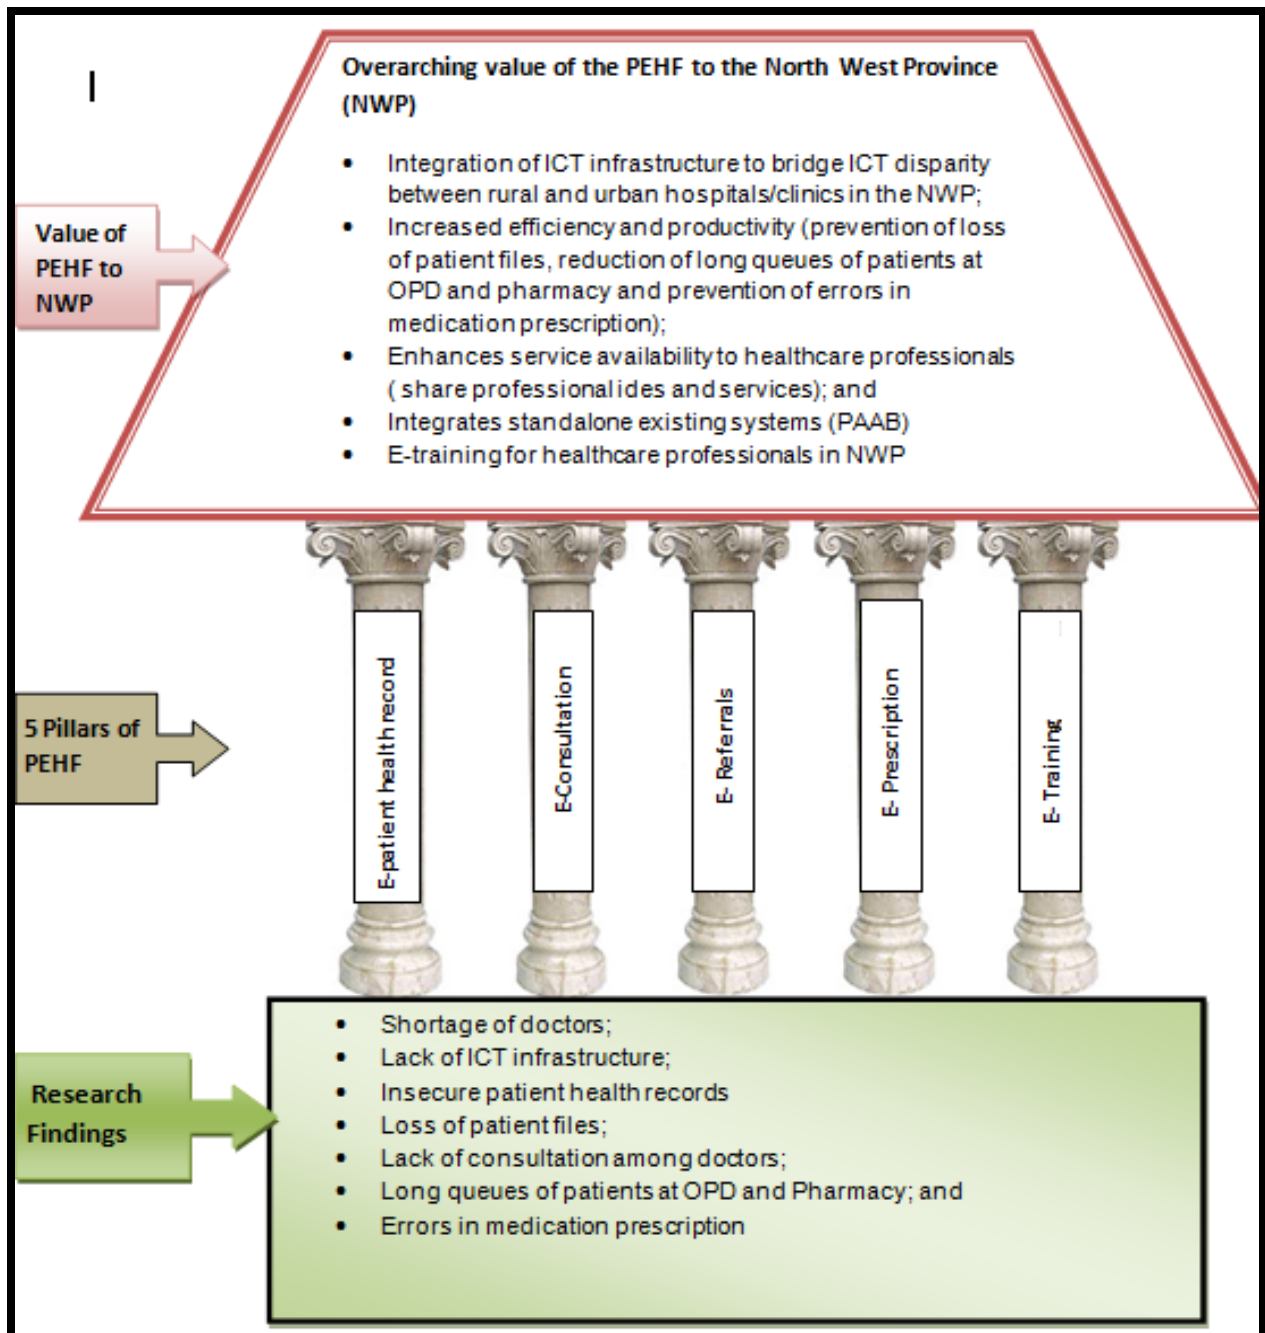 Overarching value of the PEHF to the North West Province
(NWP)
• Integration of ICT infrastructure to bridge ICT disparity
between rural and urban hospitals/clinics in the NWP;
• Increased efficiency and productivity (prevention of loss
of patient files, reduction of long queues of patients at
OPD and pharmacy and prevention of errors in
medication prescription);
• Enhances service availability to healthcare professionals
( share professional ides and services); and
• Integrates standalone existing systems (PAAB)
• E-training for healthcare professionals in NWP
Value of
PEHF to
NWP
5 Pillars of
PEHF
E-patient health record
E-Consultation
E- Referrals
E- Prescription
E- Training
Research
Findings
• Shortage of doctors;
• Lack of ICT infrastructure;
• Insecure patient health records
• Loss of patient files;
• Lack of consultation among doctors;
• Long queues of patients at OPD and Pharmacy; and
• Errors in medication prescription